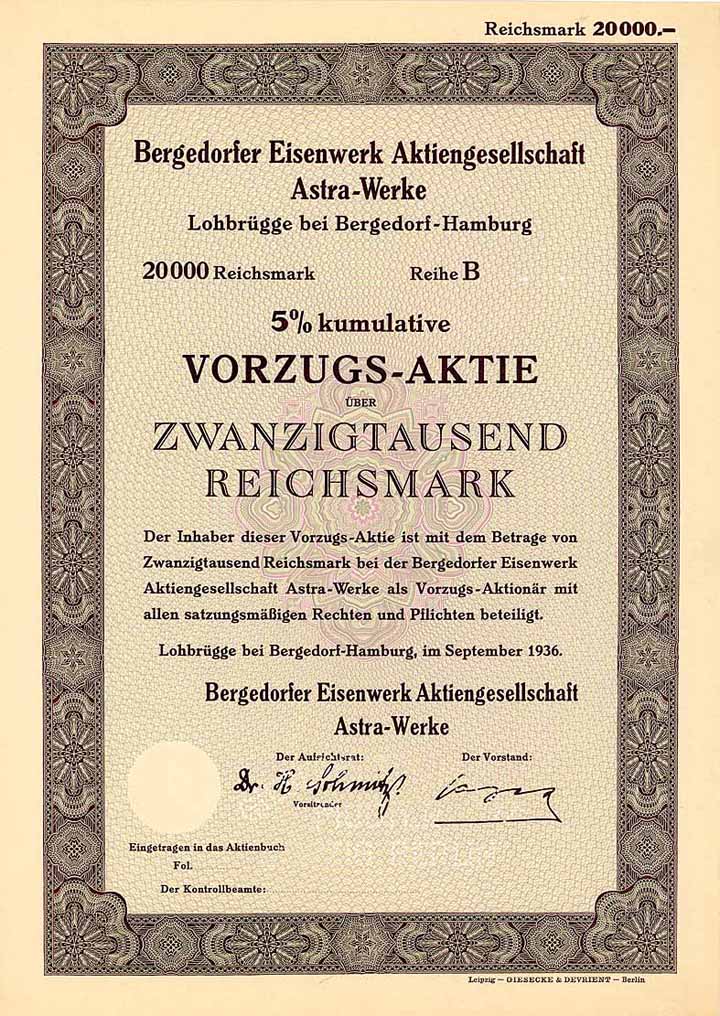 Reichsmark 20000.–
Bergedorfer Eisenwerk Aktiengesellschaft
Astra-Werke
Lohbrügge bei Bergedorf-Hamburg
20000 Reichsmark Reihe B
5% kumulative
VORZUGS-AKTIE
ÜBER
ZWANZIGTAUSEND
REICHSMARK
Der Inhaber dieser Vorzugs-Aktie ist mit dem Betrage von
Zwanzigtausend Reichsmark bei der Bergedorfer Eisenwerk
Aktiengesellschaft Astra-Werke als Vorzugs-Aktionär mit
allen satzungsmäßigen Rechten und Pflichten beteiligt.
Lohbrügge bei Bergedorf-Hamburg, im September 1936.
Bergedorfer Eisenwerk Aktiengesellschaft
Astra-Werke
Der Aufsichtsrat: Der Vorstand:
Dr. H. Schmitz
Vorsitzender
Eingetragen in das Aktienbuch
Fol.
Der Kontrollbeamte:
Leipzig – GIESECKE & DEVRIENT – Berlin